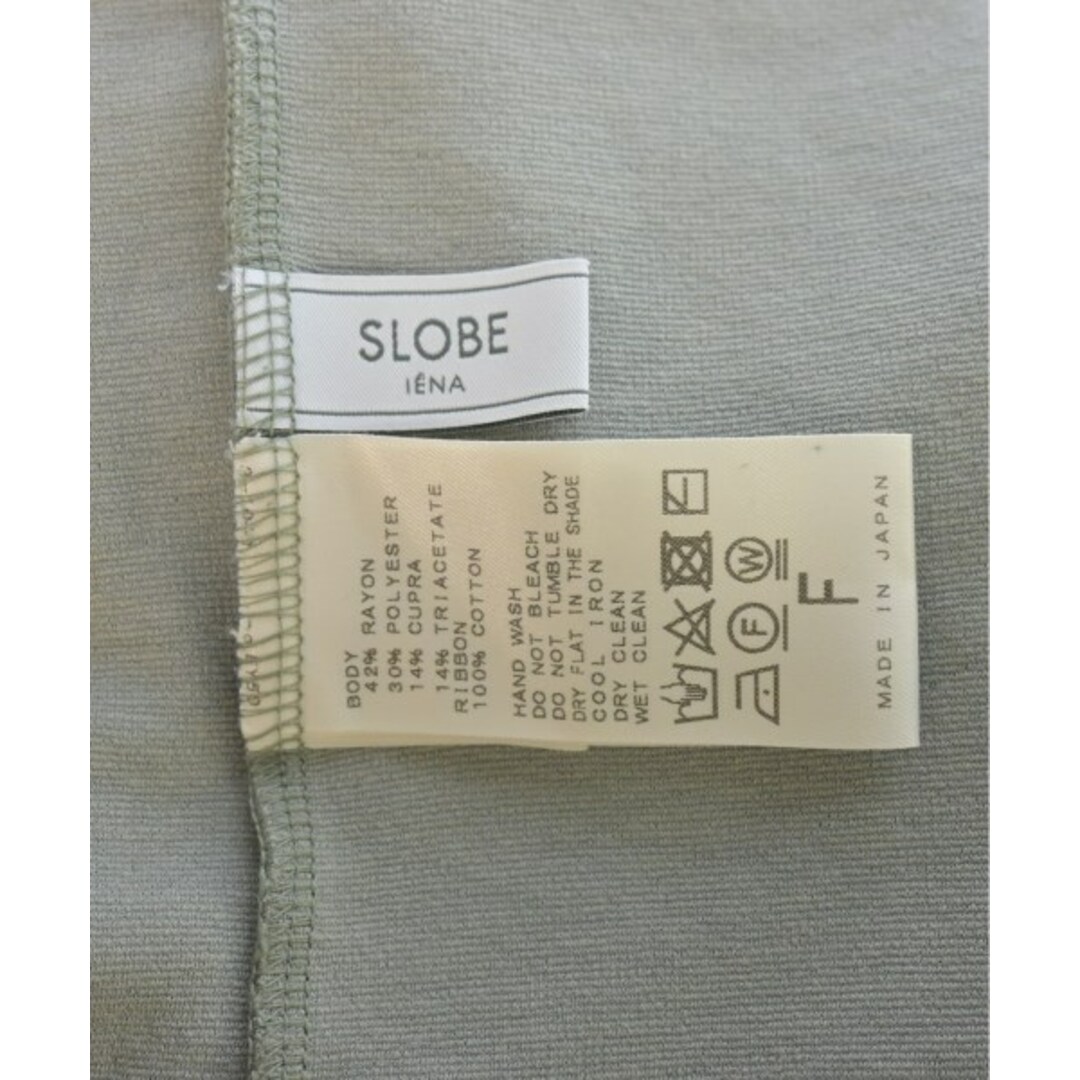 SLOBE
IÉNA
BODY
42% RAYON
30% POLYESTER
14% CUPRA
14% TRIACETATE
RIBBON
100% COTTON
HAND WASH
DO NOT BLEACH
DO NOT TUMBLE DRY
DRY FLAT IN THE SHADE
COOL IRON
DRY CLEAN
WET CLEAN
F
W
F
MADE IN JAPAN